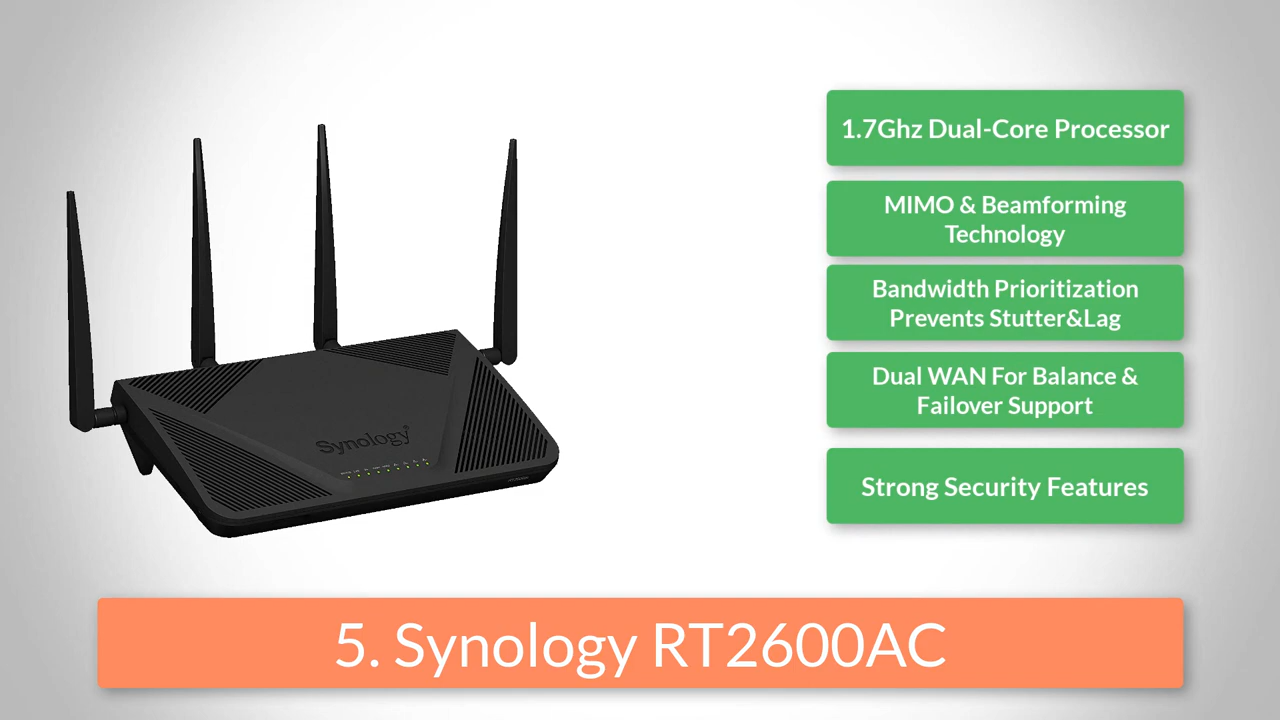 1.7Ghz Dual-Core Processor
MIMO & Beamforming
Technology
Bandwidth Prioritization
Prevents Stutter&Lag
Dual WAN For Balance &
Failover Support
Strong Security Features
Synology
5. Synology RT2600AC